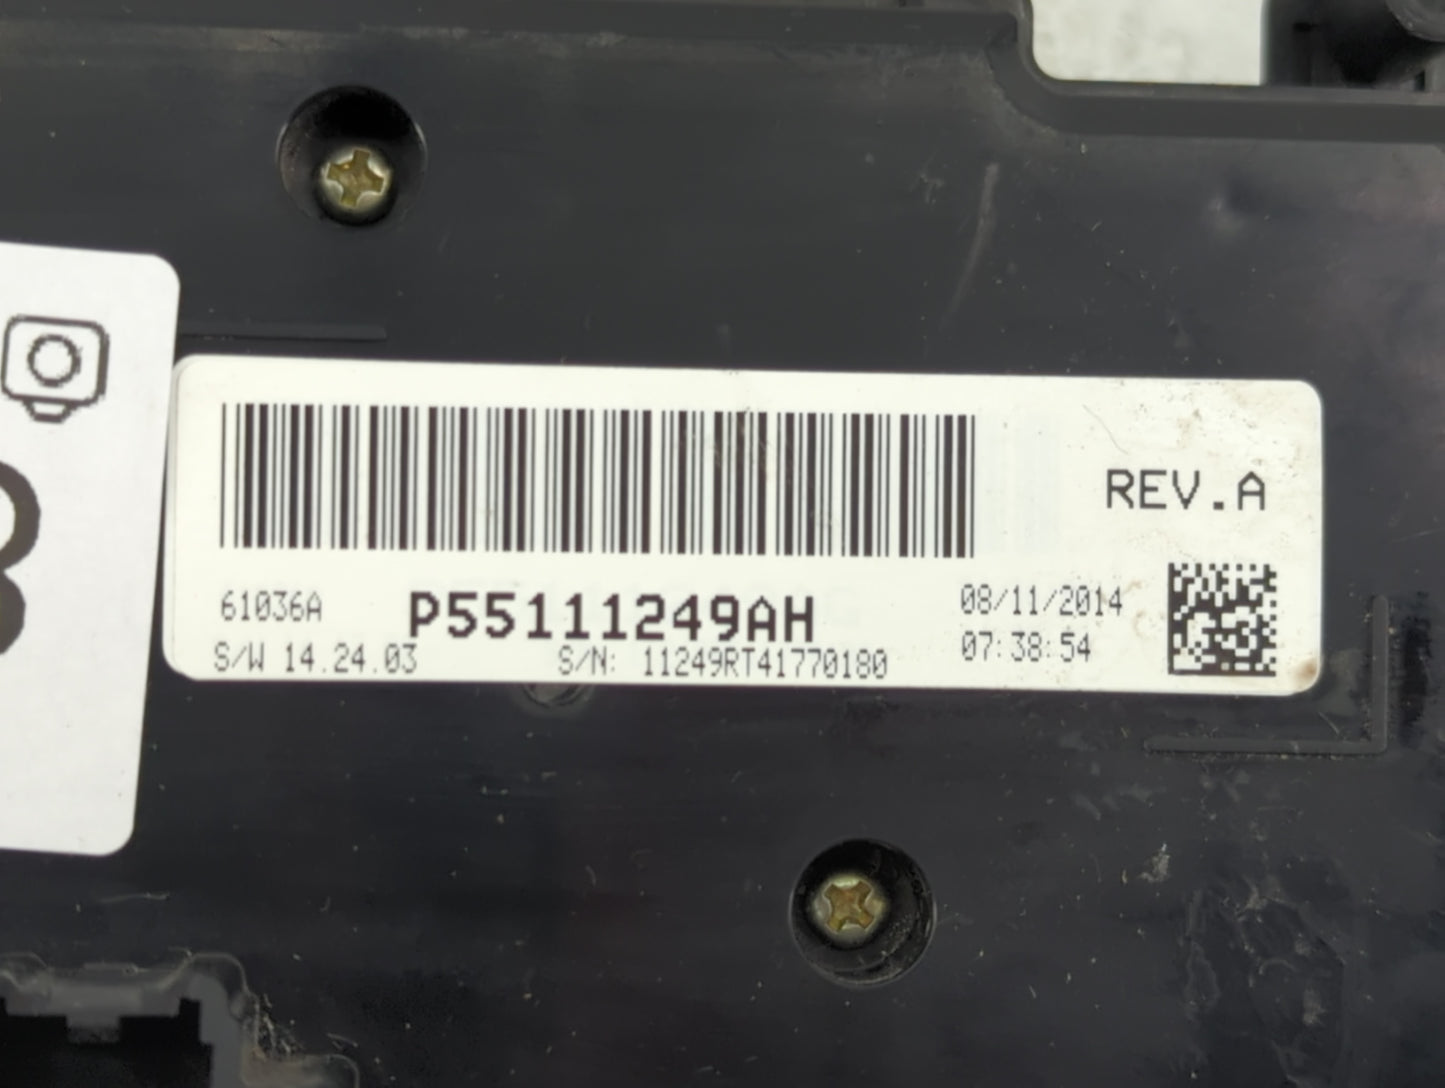 REV.A
61036A P55111249AH 08/11/2014
S/W 14.24.03 S/N: 11249RT41770180 07:38:54